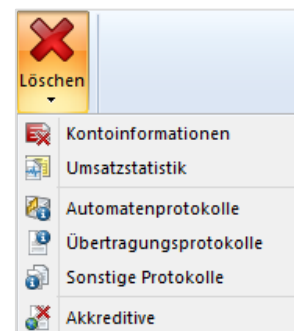 Löschen
Kontoinformationen
Umsatzstatistik
Automatenprotokolle
Übertragungsprotokolle
Sonstige Protokolle
Akkreditive